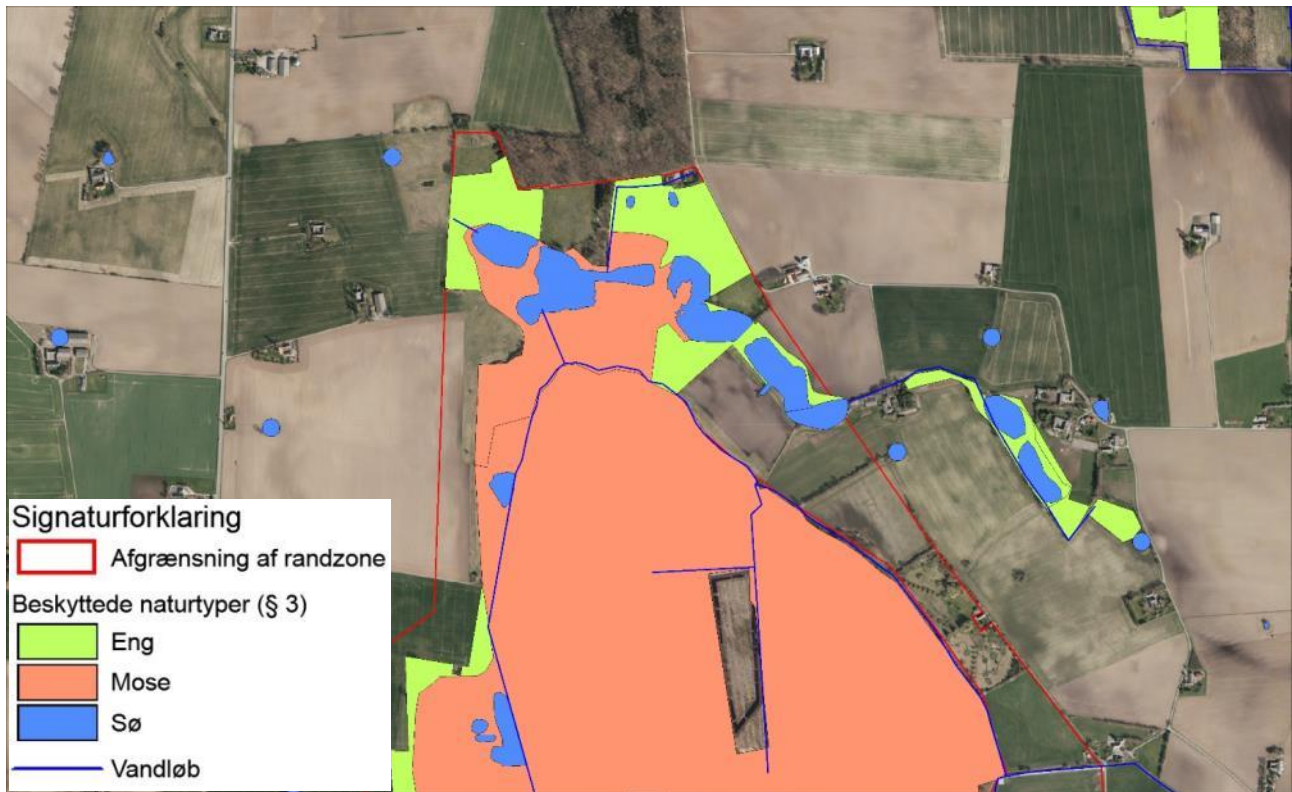 Signaturforklaring
Afgrænsning af randzone
Beskyttede naturtyper (§ 3)
Eng
Mose
Sø
Vandløb